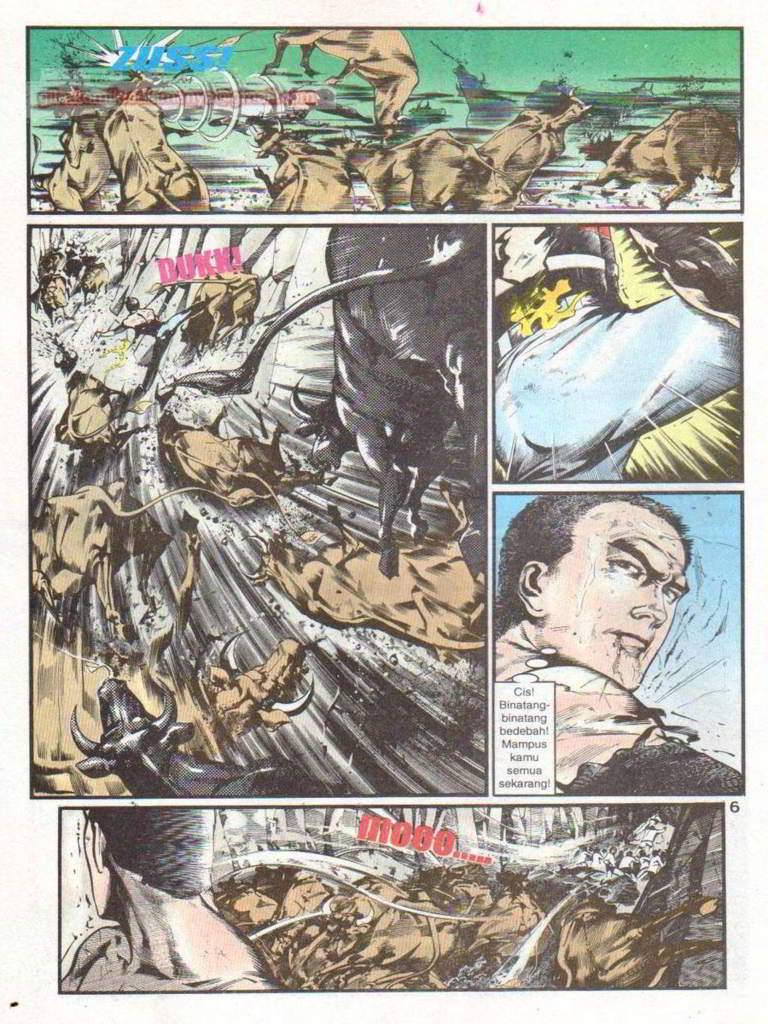 ZUSS!
DUKK!
Cis!
Binatang-
binatang
bedebah!
Mampus
kamu
semua
sekarang!
6
mOOO.....